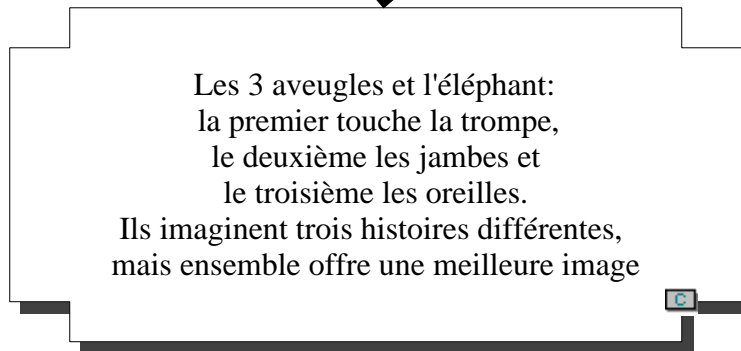 Les 3 aveugles et l'éléphant:
la premier touche la trompe,
le deuxième les jambes et
le troisième les oreilles.
Ils imaginent trois histoires différentes,
mais ensemble offre une meilleure image
C